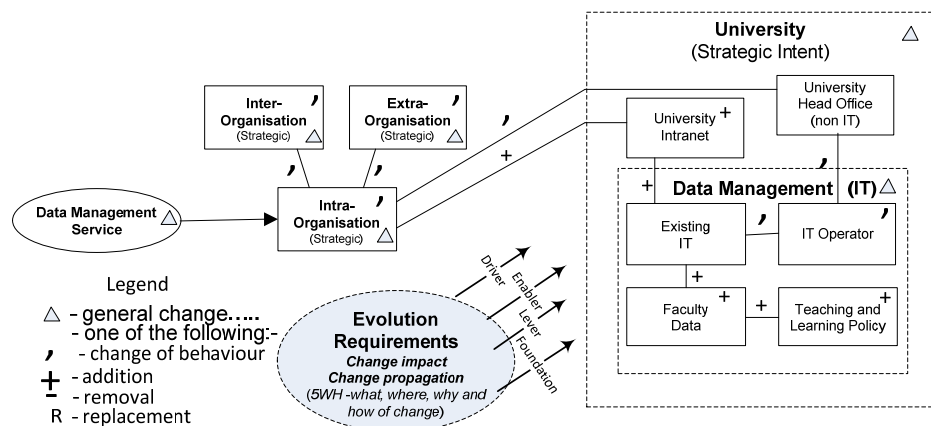 University
(Strategic Intent)
University
Head Office
(non IT)
University
Intranet
+
Inter-
Organisation
(Strategic)
,
Extra-
Organisation
(Strategic)
,
,
+
,
,
Data Management
Service
Intra-
Organisation
(Strategic)
,
+
,
Data Management (IT)
Existing
IT
,
IT Operator
,
+
Faculty
Data
+
+
Teaching and
Learning Policy
+
Driver
Enabler
Lever
Foundation
Evolution
Requirements
Change impact
Change propagation
(5WH -what, where, why and
how of change)
Legend
- general change.....
- one of the following:-
, - change of behaviour
+ - addition
- - removal
R - replacement